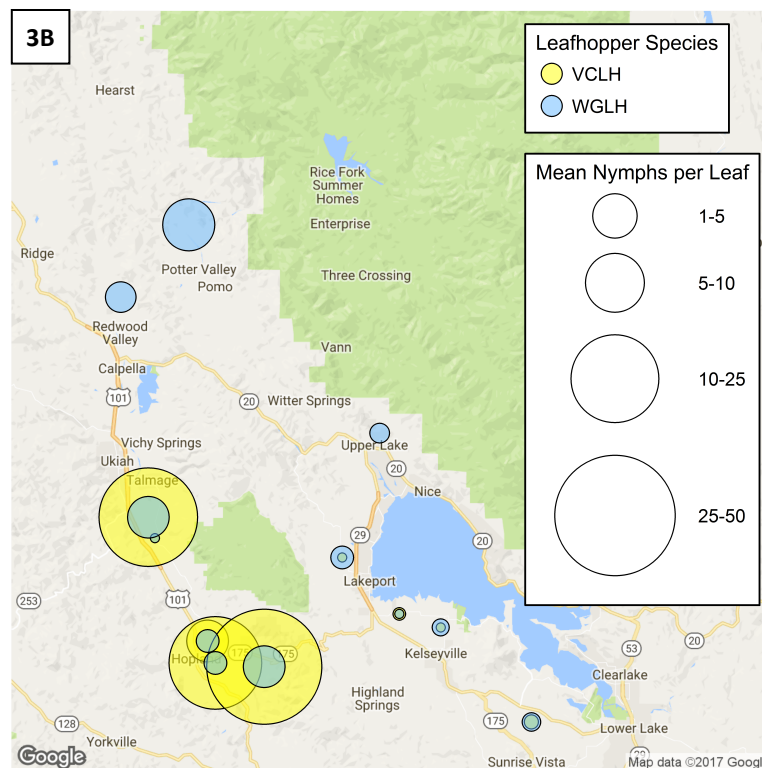 3B
Leafhopper Species
VCLH
WGLH
Mean Nymphs per Leaf
1-5
5-10
10-25
25-50
Hearst
Rice Fork
Summer
Homes
Enterprise
Ridge
Potter Valley
Pomo
Three Crossing
Redwood
Valley
Vann
Calpella
101
20
Witter Springs
Vichy Springs
Upper Lake
Ukiah
20
Talmage
Nice
29
20
Lakeport
253
101
20
175
175
Kelseyville
53
Clearlake
Highland
Springs
128
175
Lower Lake
Yorkville
Sunrise Vista
Google
Map data ©2017 Googl